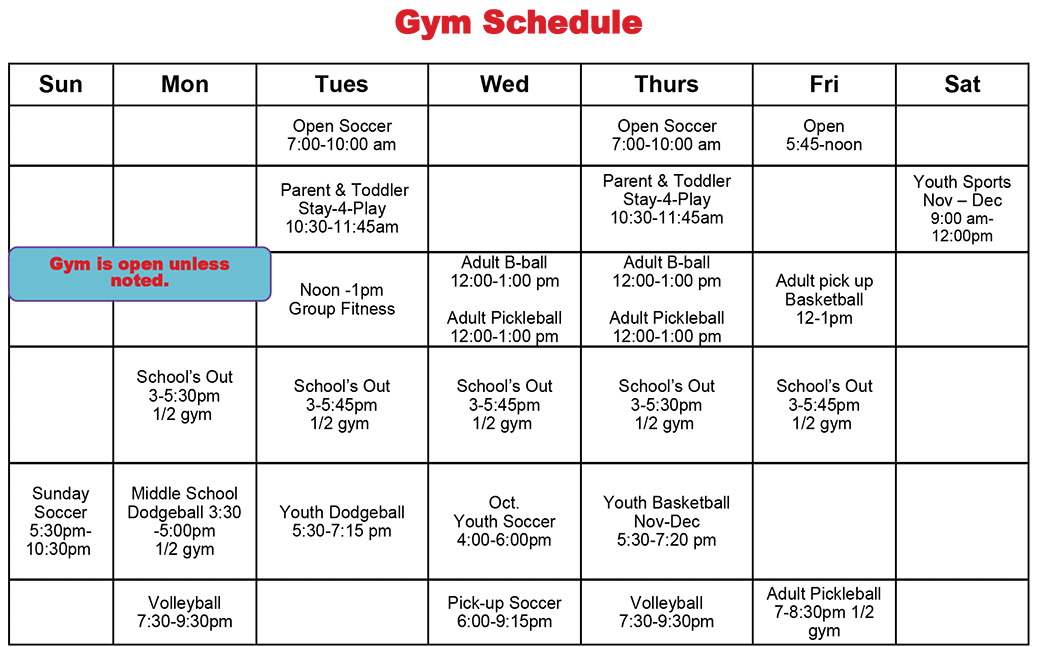 Gym Schedule
Sun Mon Tues Wed Thurs Fri Sat
Open Soccer
7:00-10:00 am
Open Soccer
7:00-10:00 am
Open
5:45-noon
Parent & Toddler
Stay-4-Play
10:30-11:45am
Parent & Toddler
Stay-4-Play
10:30-11:45am
Youth Sports
Nov – Dec
9:00 am-
12:00pm
Gym is open unless
noted.
Noon -1pm
Group Fitness
Adult B-ball
12:00-1:00 pm
Adult Pickleball
12:00-1:00 pm
Adult B-ball
12:00-1:00 pm
Adult Pickleball
12:00-1:00 pm
Adult pick up
Basketball
12-1pm
School’s Out
3-5:30pm
1/2 gym
School’s Out
3-5:45pm
1/2 gym
School’s Out
3-5:45pm
1/2 gym
School’s Out
3-5:30pm
1/2 gym
School’s Out
3-5:45pm
1/2 gym
Sunday
Soccer
5:30pm-
10:30pm
Middle School
Dodgeball 3:30
-5:00pm
1/2 gym
Youth Dodgeball
5:30-7:15 pm
Oct.
Youth Soccer
4:00-6:00pm
Youth Basketball
Nov-Dec
5:30-7:20 pm
Volleyball
7:30-9:30pm
Pick-up Soccer
6:00-9:15pm
Volleyball
7:30-9:30pm
Adult Pickleball
7-8:30pm 1/2
gym